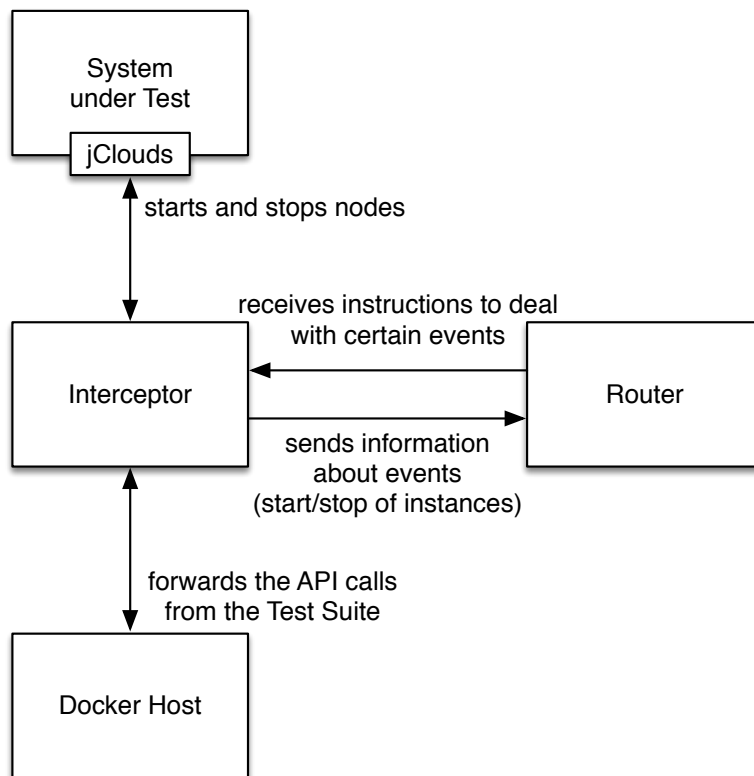 System
under Test
jClouds
starts and stops nodes
receives instructions to deal
with certain events
Interceptor
Router
sends information
about events
(start/stop of instances)
forwards the API calls
from the Test Suite
Docker Host